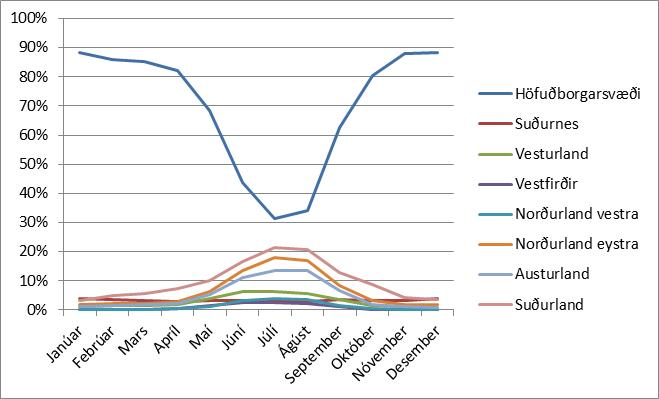 100%
90%
80%
70%
60%
50%
40%
30%
20%
10%
0%
Janúar
Febrúar
Mars
Apríl
Maí
Júní
Júlí
Ágúst
September
Október
Nóvember
Desember
Höfuðborgarsvæði
Suðurnes
Vesturland
Vestfirðir
Norðurland vestra
Norðurland eystra
Austurland
Suðurland